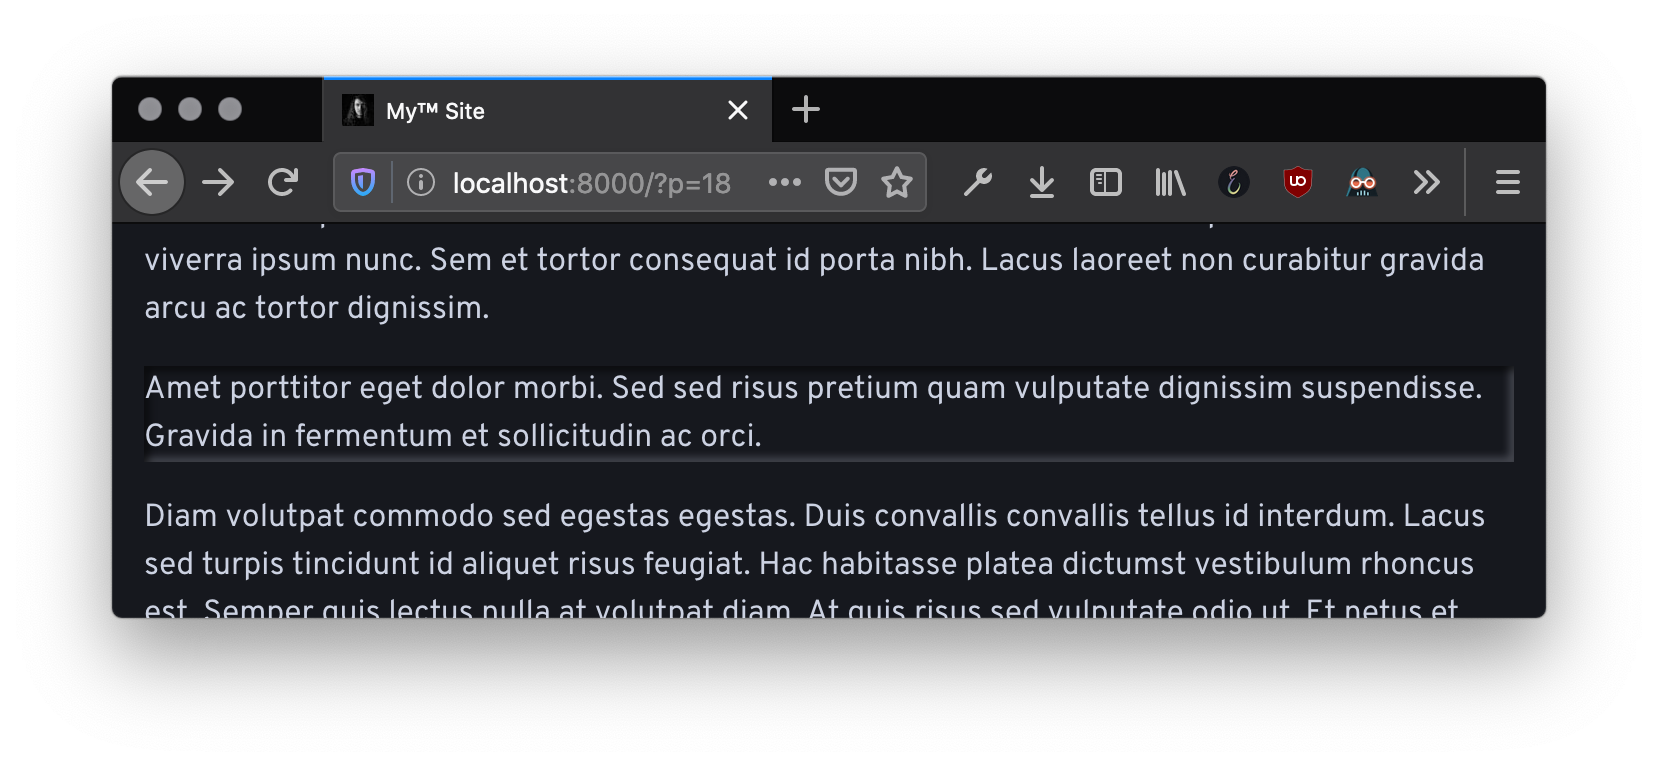 My™ Site
localhost:8000/?p=18
viverra ipsum nunc. Sem et tortor consequat id porta nibh. Lacus laoreet non curabitur gravida
arcu ac tortor dignissim.
Amet porttitor eget dolor morbi. Sed sed risus pretium quam vulputate dignissim suspendisse.
Gravida in fermentum et sollicitudin ac orci.
Diam volutpat commodo sed egestas egestas. Duis convallis convallis tellus id interdum. Lacus
sed turpis tincidunt id aliquet risus feugiat. Hac habitasse platea dictumst vestibulum rhoncus
est. Semper quis lectus nulla at volutpat diam. At quis risus sed vulputate odio ut. Et netus et